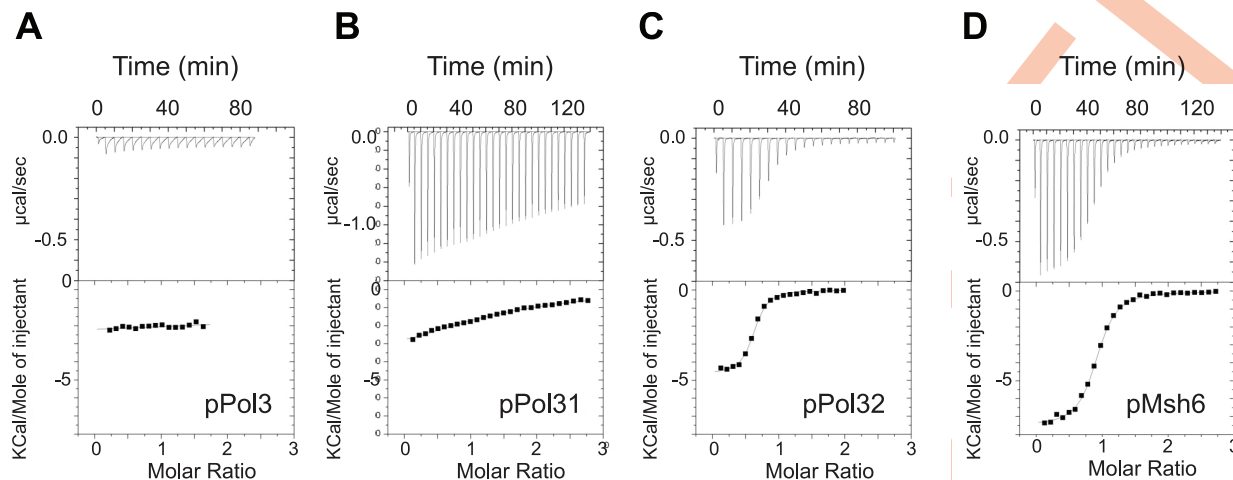 A
Time (min)
0 40 80
0.0
-0.5
µcal/sec
0
-5
KCal/Mole of injectant
pPol3
0 1 2 3
Molar Ratio
B
Time (min)
0 40 80 120
0.0
-1.0
µcal/sec
0
-5
KCal/Mole of injectant
pPol31
0 1 2 3
Molar Ratio
C
Time (min)
0 40 80
0.0
-0.5
µcal/sec
0
-5
KCal/Mole of injectant
pPol32
0 1 2 3
Molar Ratio
D
Time (min)
0 40 80 120
0.0
-0.5
µcal/sec
0
-5
KCal/Mole of injectant
pMsh6
0 1 2 3
Molar Ratio